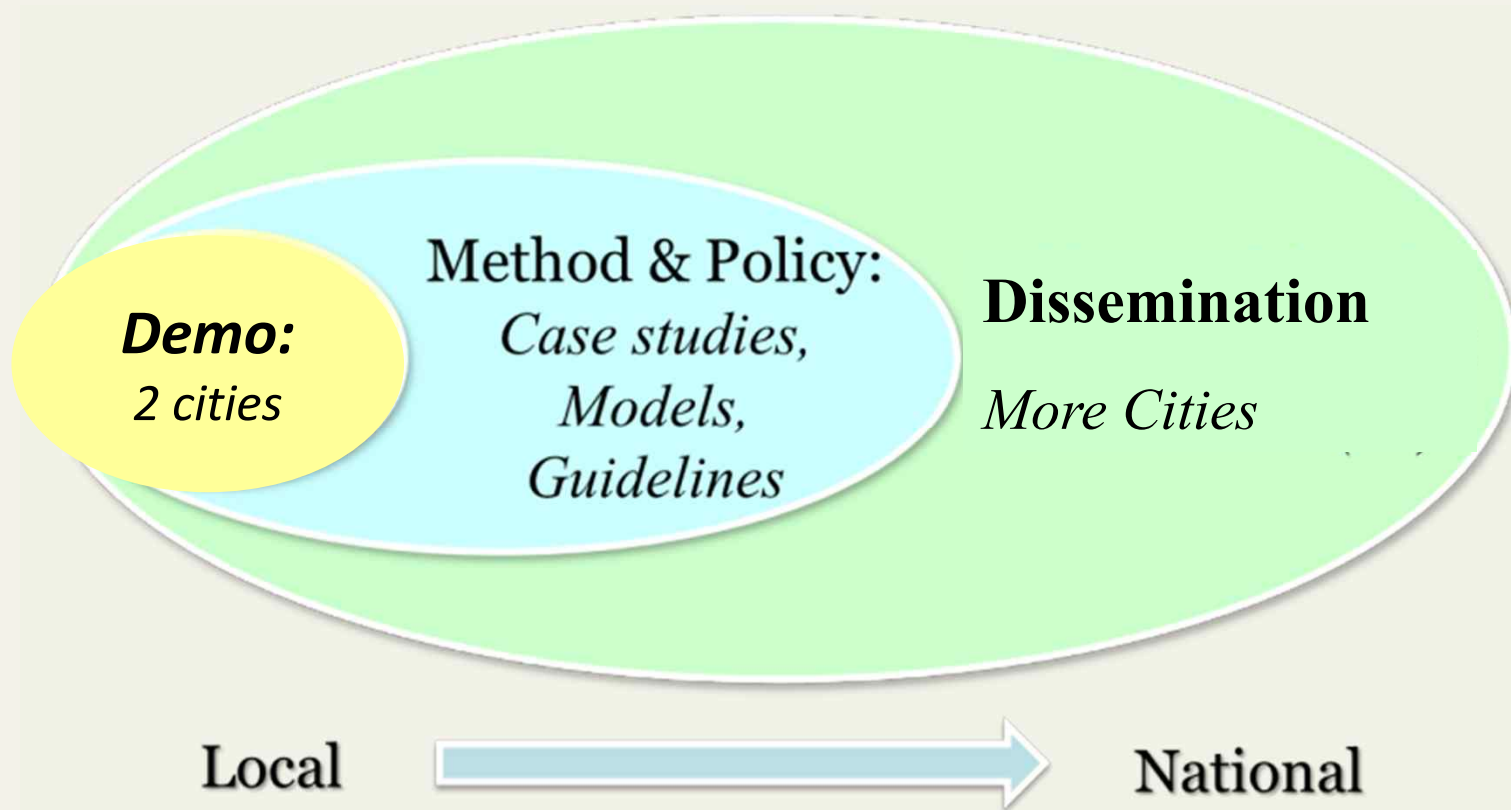 Demo:
2 cities
Method & Policy:
Case studies,
Models,
Guidelines
Dissemination
More Cities
Local
National